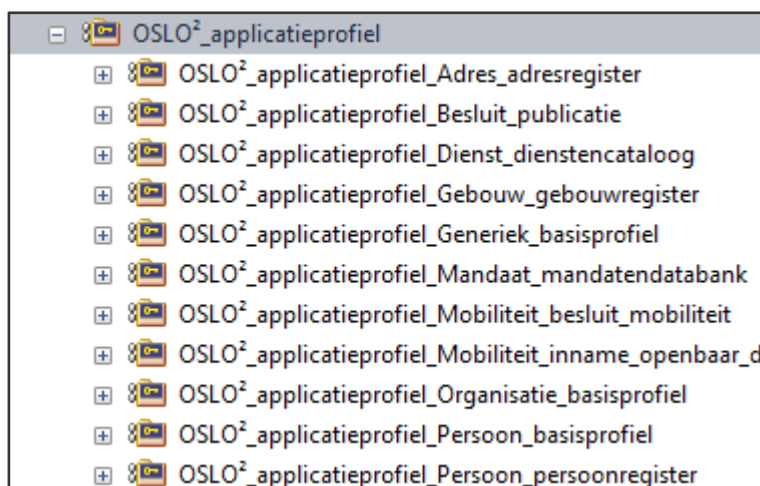 OSLO²_applicatieprofiel
OSLO²_applicatieprofiel_Adres_adresregister
OSLO²_applicatieprofiel_Besluit_publicatie
OSLO²_applicatieprofiel_Dienst_dienstencataloog
OSLO²_applicatieprofiel_Gebouw_gebouwregister
OSLO²_applicatieprofiel_Generiek_basisprofiel
OSLO²_applicatieprofiel_Mandaat_mandatendatabank
OSLO²_applicatieprofiel_Mobiliteit_besluit_mobiliteit
OSLO²_applicatieprofiel_Mobiliteit_inname_openbaar_d
OSLO²_applicatieprofiel_Organisatie_basisprofiel
OSLO²_applicatieprofiel_Persoon_basisprofiel
OSLO²_applicatieprofiel_Persoon_persoonregister